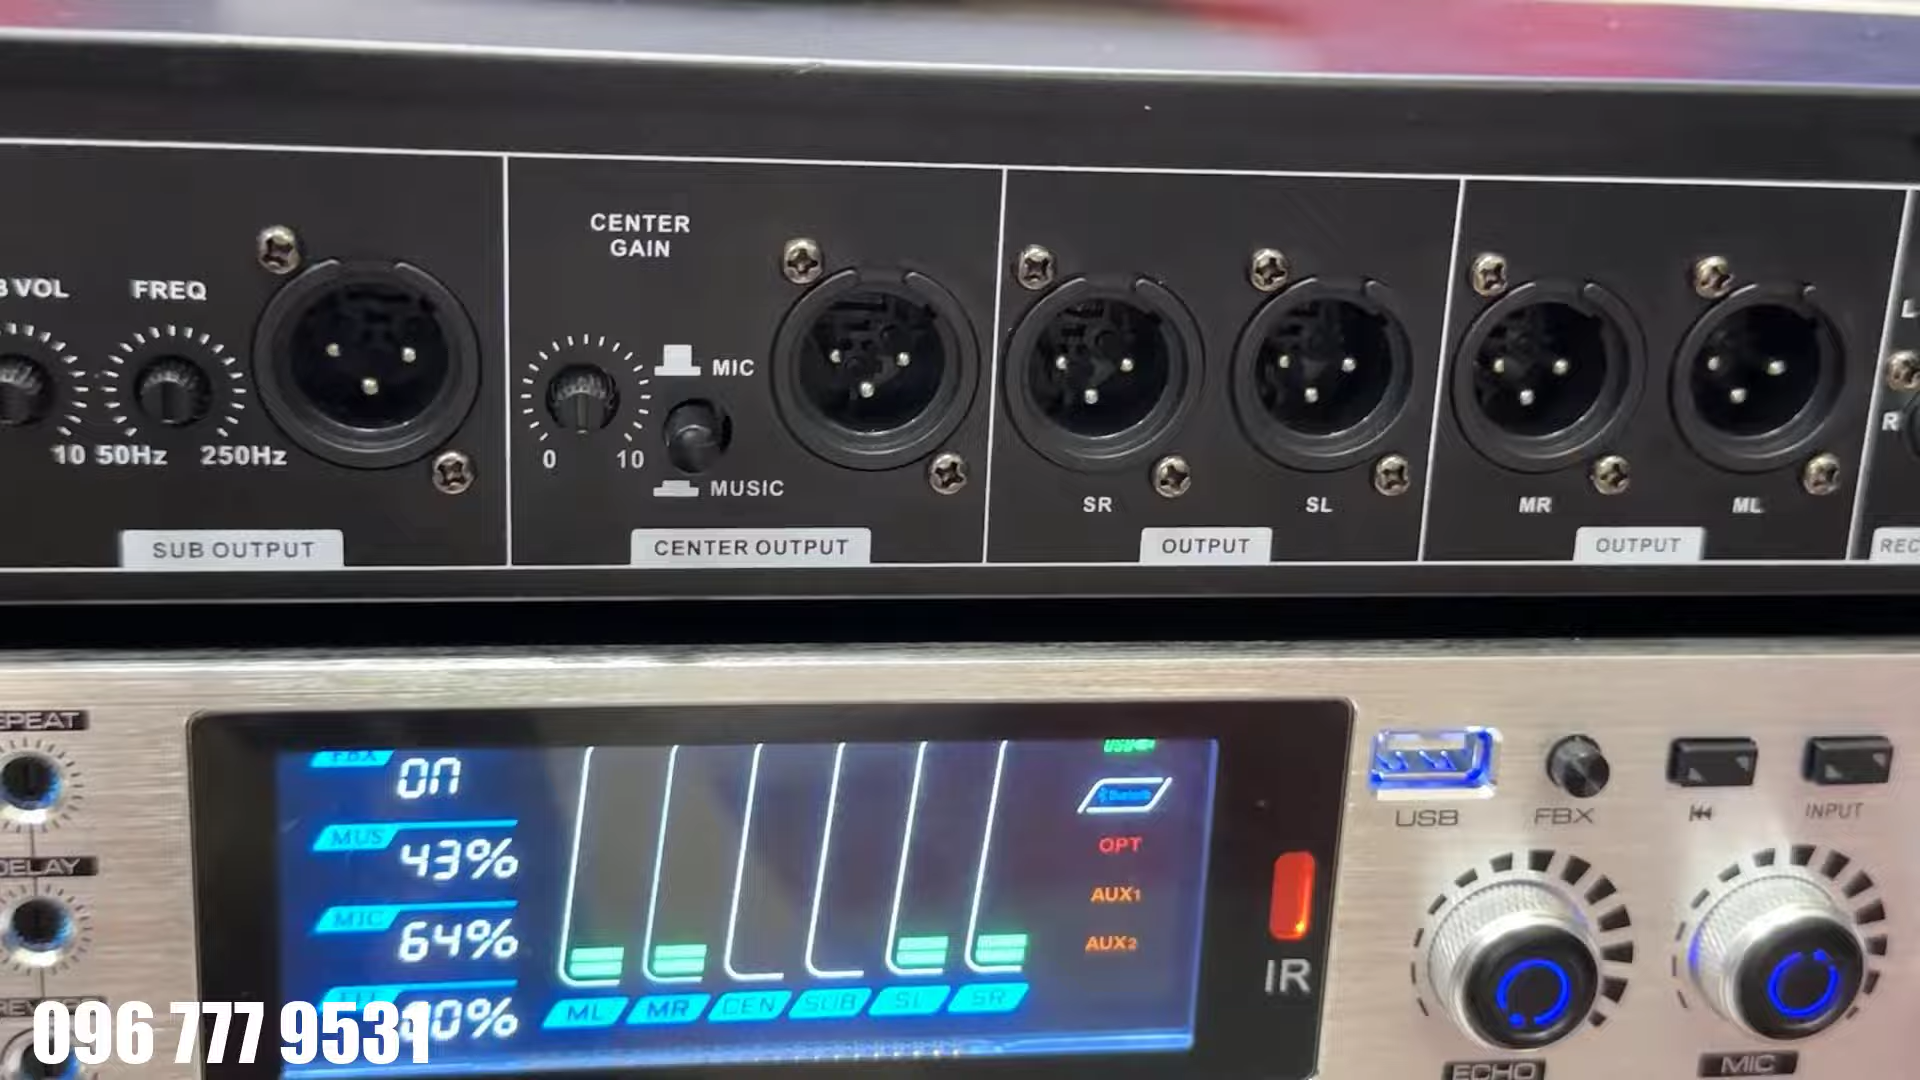 CENTER
GAIN
VOL
FREQ
MIC
0
10
10 50Hz
250Hz
MUSIC
SR
SL
MR
ML
L
R
SUB OUTPUT
CENTER OUTPUT
OUTPUT
OUTPUT
REC
EPEAT
DELAY
FBX
ON
MUS
43%
MIC
64%
Bluetooth
OPT
AUX1
AUX2
ML
MR
CEN
SUB
SL
SR
IR
USB
FBX
INPUT
ECHO
MIC
096 777 9531